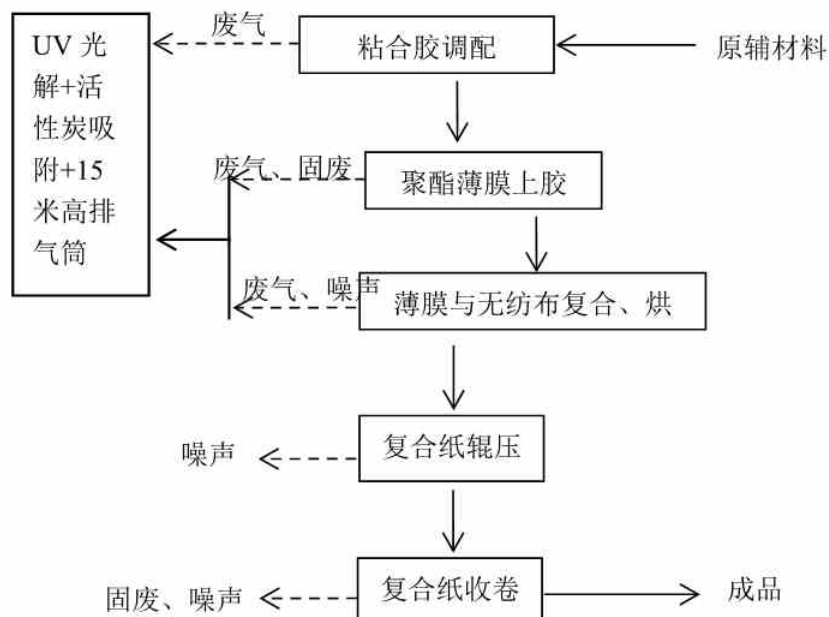 废气
UV 光
解+活
性炭吸
附+15
米高排
气筒
粘合胶调配
原辅材料
废气、固废
聚酯薄膜上胶
废气、噪声
薄膜与无纺布复合、烘
噪声
复合纸辊压
固废、噪声
复合纸收卷
成品